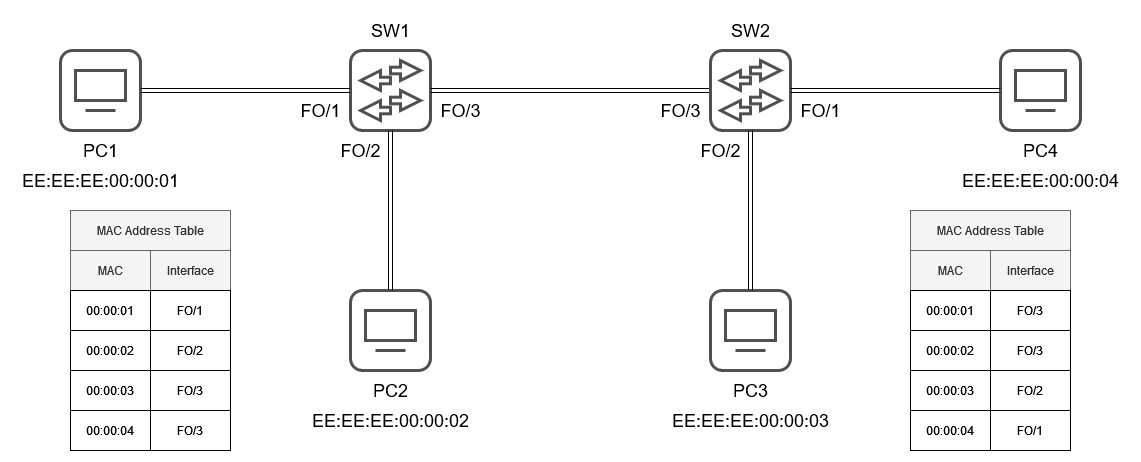 SW1
SW2
FO/1
FO/3
FO/3
FO/1
PC1
FO/2
FO/2
PC4
EE:EE:EE:00:00:01
EE:EE:EE:00:00:04
MAC Address Table
MAC Interface
00:00:01 FO/1
00:00:02 FO/2
00:00:03 FO/3
00:00:04 FO/3
MAC Address Table
MAC Interface
00:00:01 FO/3
00:00:02 FO/3
00:00:03 FO/2
00:00:04 FO/1
PC2
EE:EE:EE:00:00:02
PC3
EE:EE:EE:00:00:03